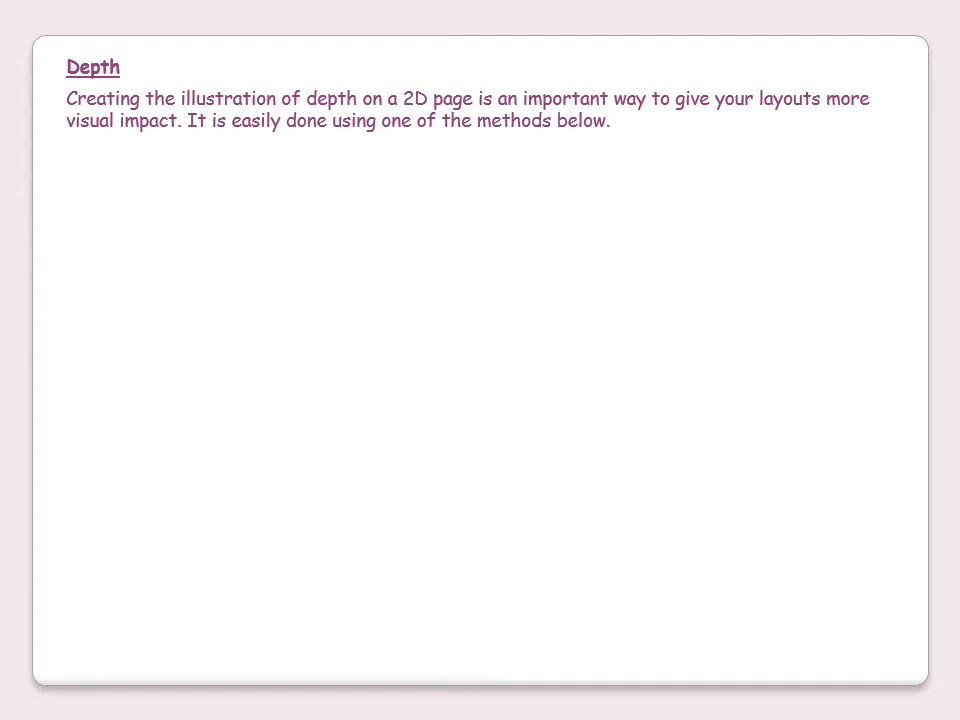 Depth
Creating the illustration of depth on a 2D page is an important way to give your layouts more
visual impact. It is easily done using one of the methods below.